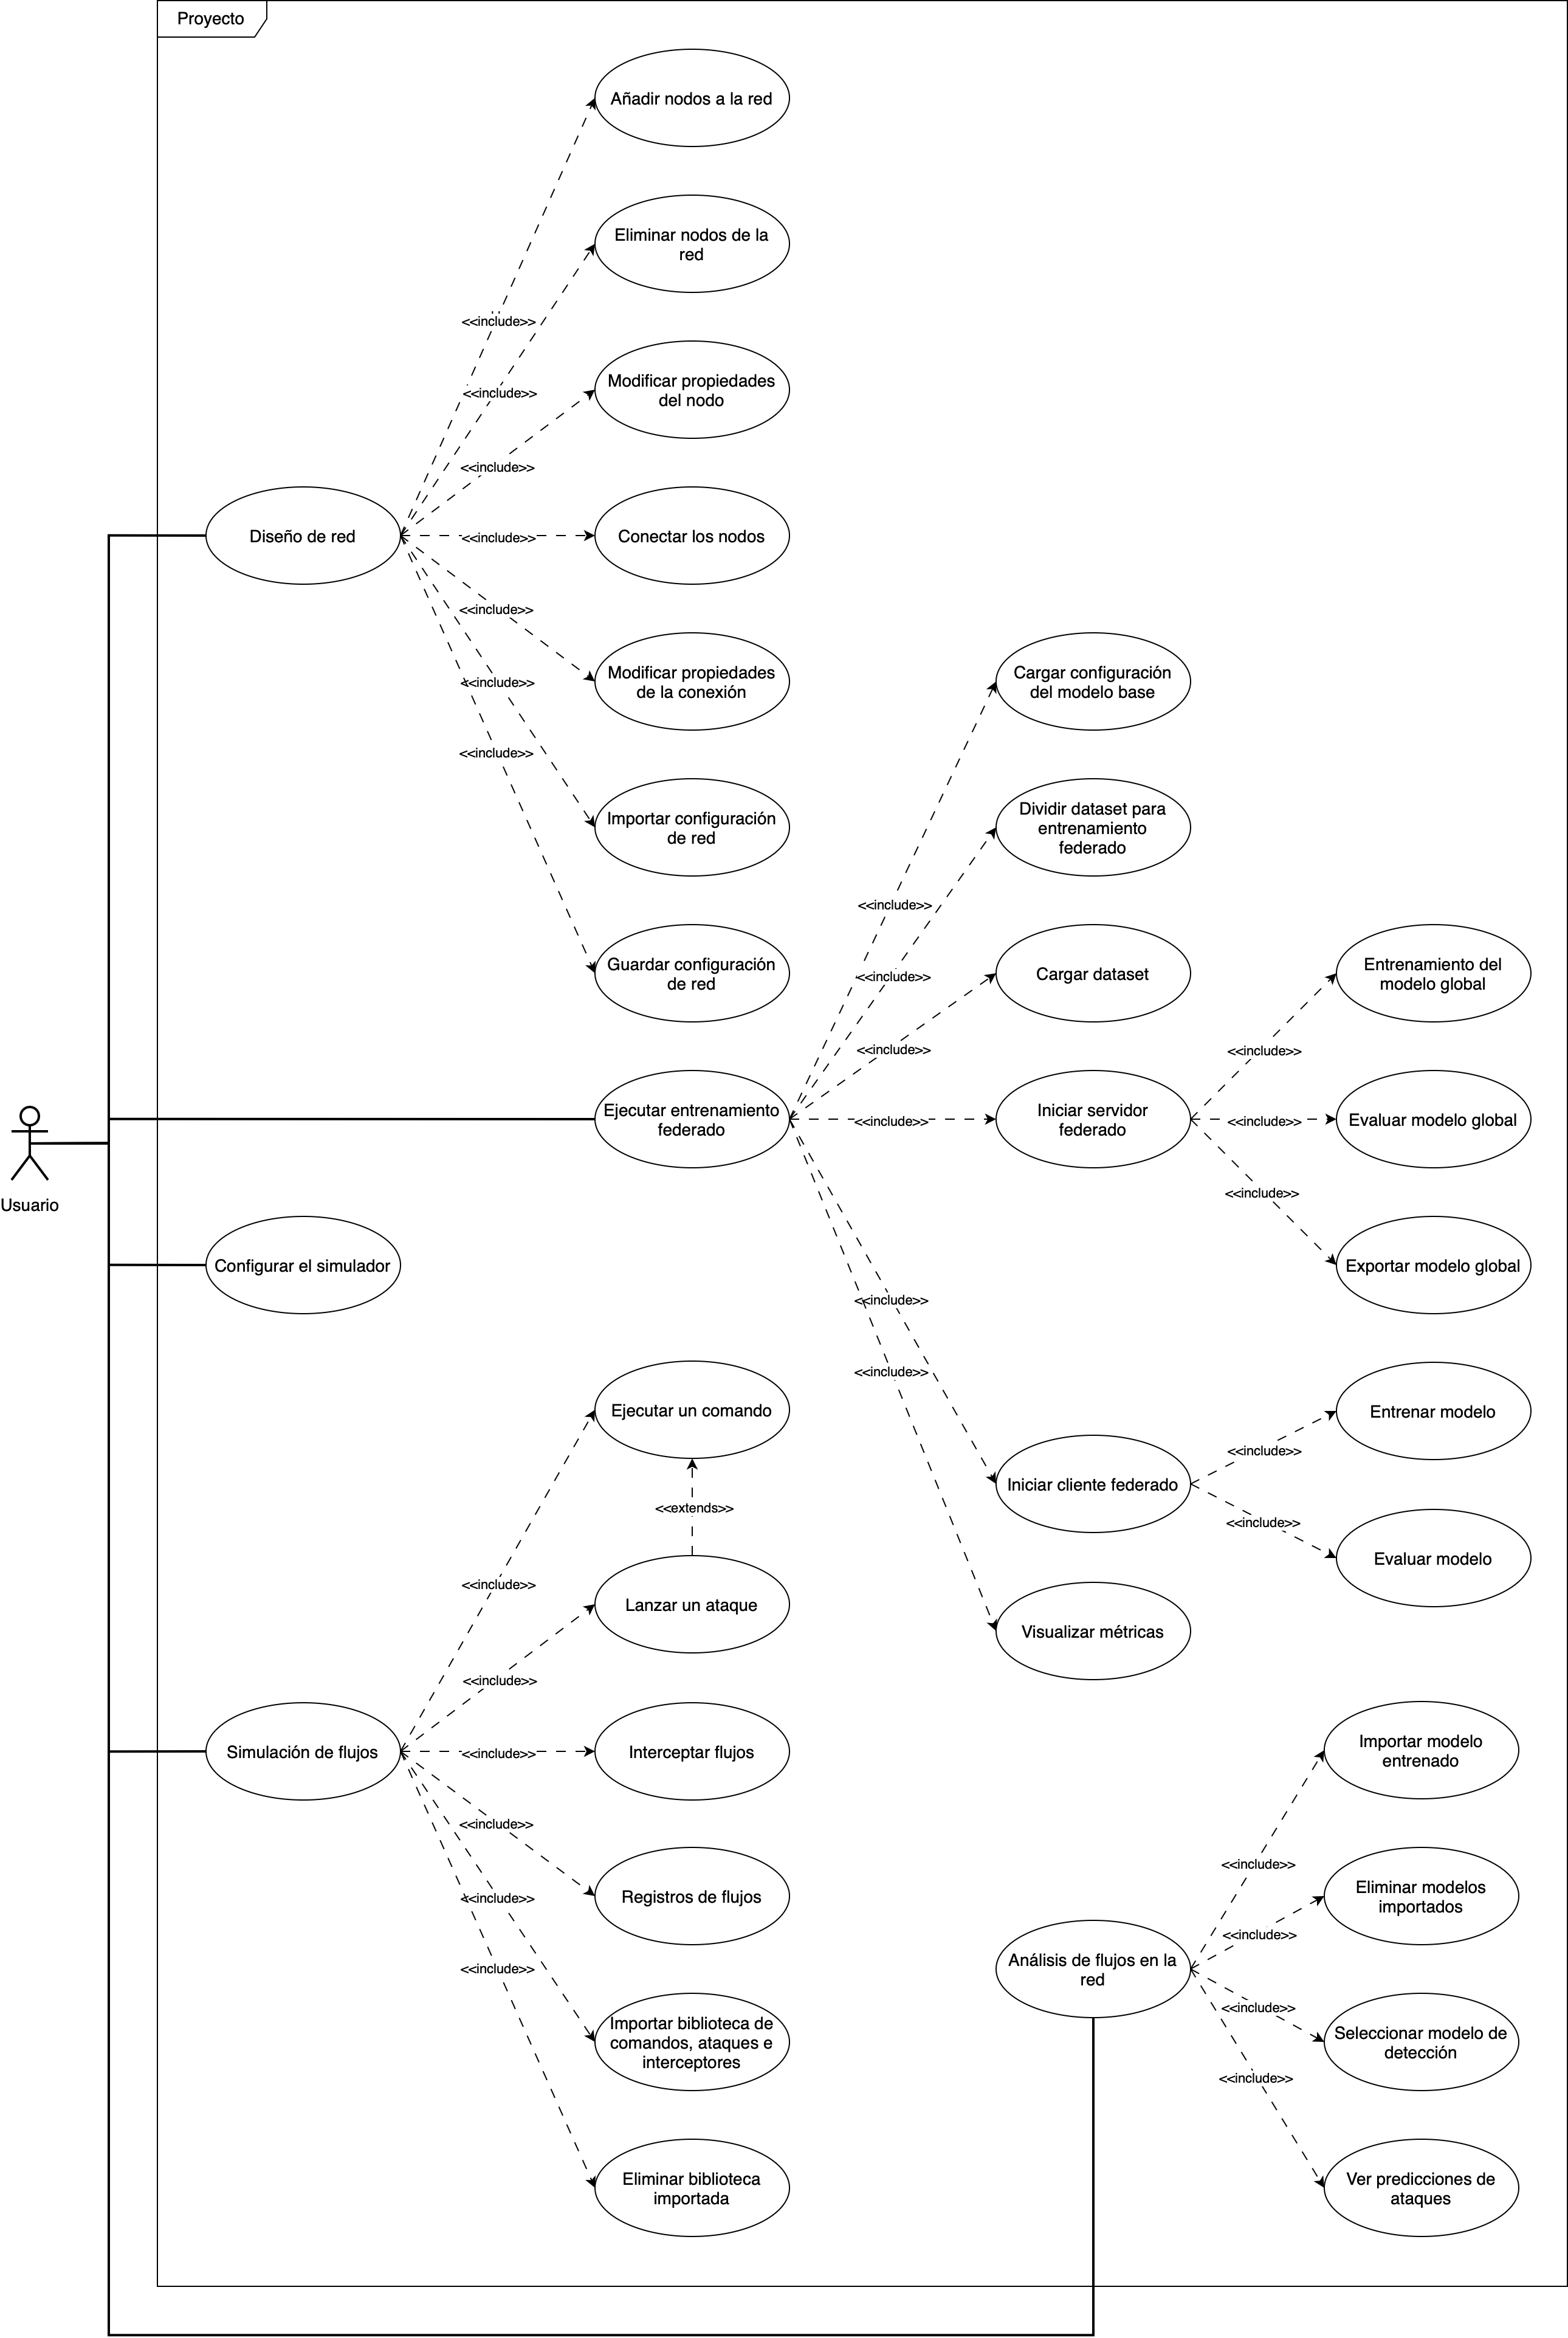 Proyecto
Añadir nodos a la red
Eliminar nodos de la
red
<<include>>
Modificar propiedades
del nodo
<<include>>
<<include>>
Diseño de red
<<include>>
Conectar los nodos
<<include>>
Modificar propiedades
de la conexión
<<include>>
<<include>>
Importar configuración
de red
Guardar configuración
de red
Cargar configuración
del modelo base
Dividir dataset para
entrenamiento
federado
<<include>>
<<include>>
Cargar dataset
<<include>>
Entrenamiento del
modelo global
<<include>>
Usuario
Ejecutar entrenamiento
federado
<<include>>
Iniciar servidor
federado
<<include>>
Evaluar modelo global
<<include>>
Exportar modelo global
Configurar el simulador
<<include>>
<<include>>
Ejecutar un comando
<<extends>>
<<include>>
Lanzar un ataque
<<include>>
Iniciar cliente federado
<<include>>
Entrenar modelo
<<include>>
Evaluar modelo
Visualizar métricas
Simulación de flujos
<<include>>
Interceptar flujos
<<include>>
Registros de flujos
<<include>>
<<include>>
Importar biblioteca de
comandos, ataques e
interceptores
Eliminar biblioteca
importada
Importar modelo
entrenado
<<include>>
Eliminar modelos
importados
<<include>>
Análisis de flujos en la
red
<<include>>
Seleccionar modelo de
detección
<<include>>
Ver predicciones de
ataques